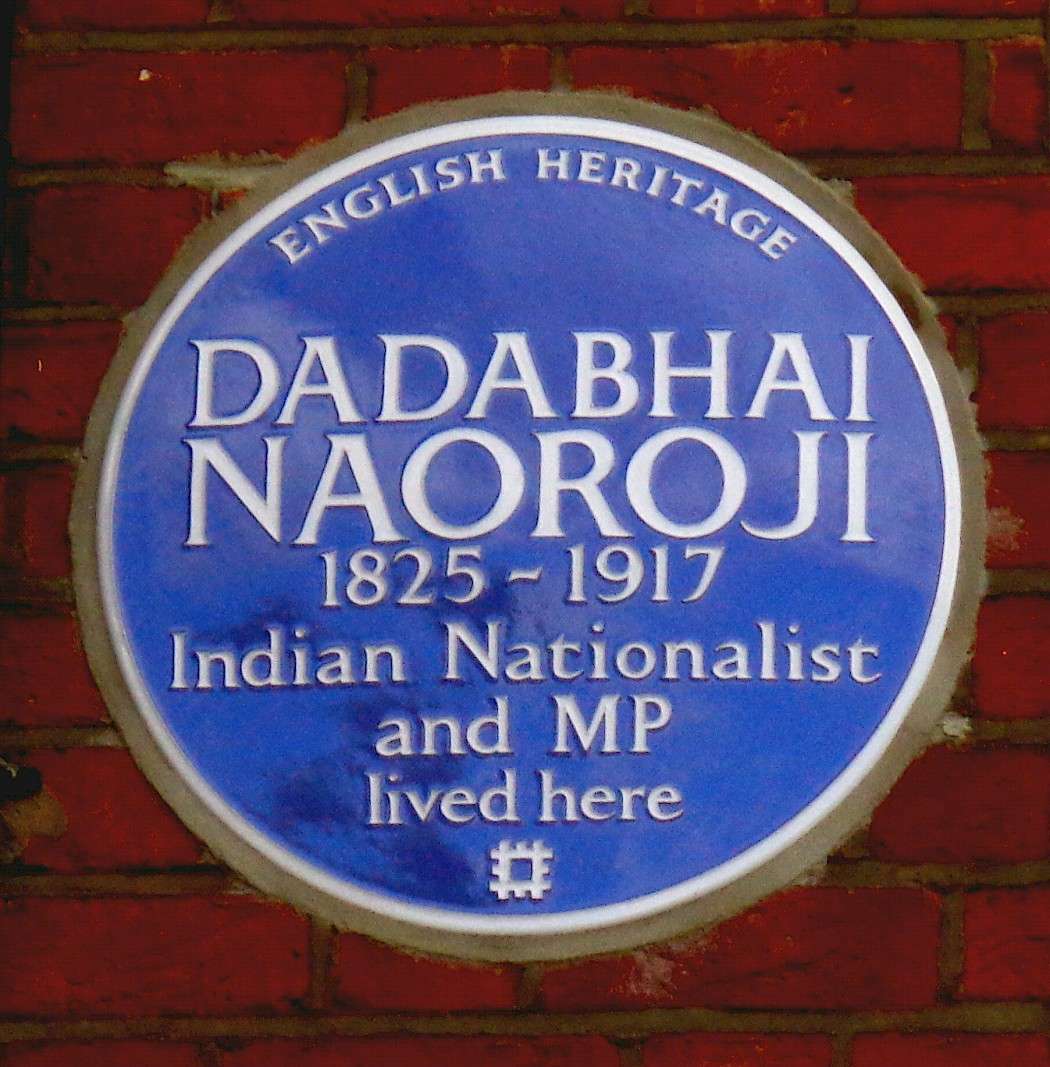 ENGLISH HERITAGE
DADABHAI
NAOROJI
1825 - 1917
Indian Nationalist
and MP
lived here